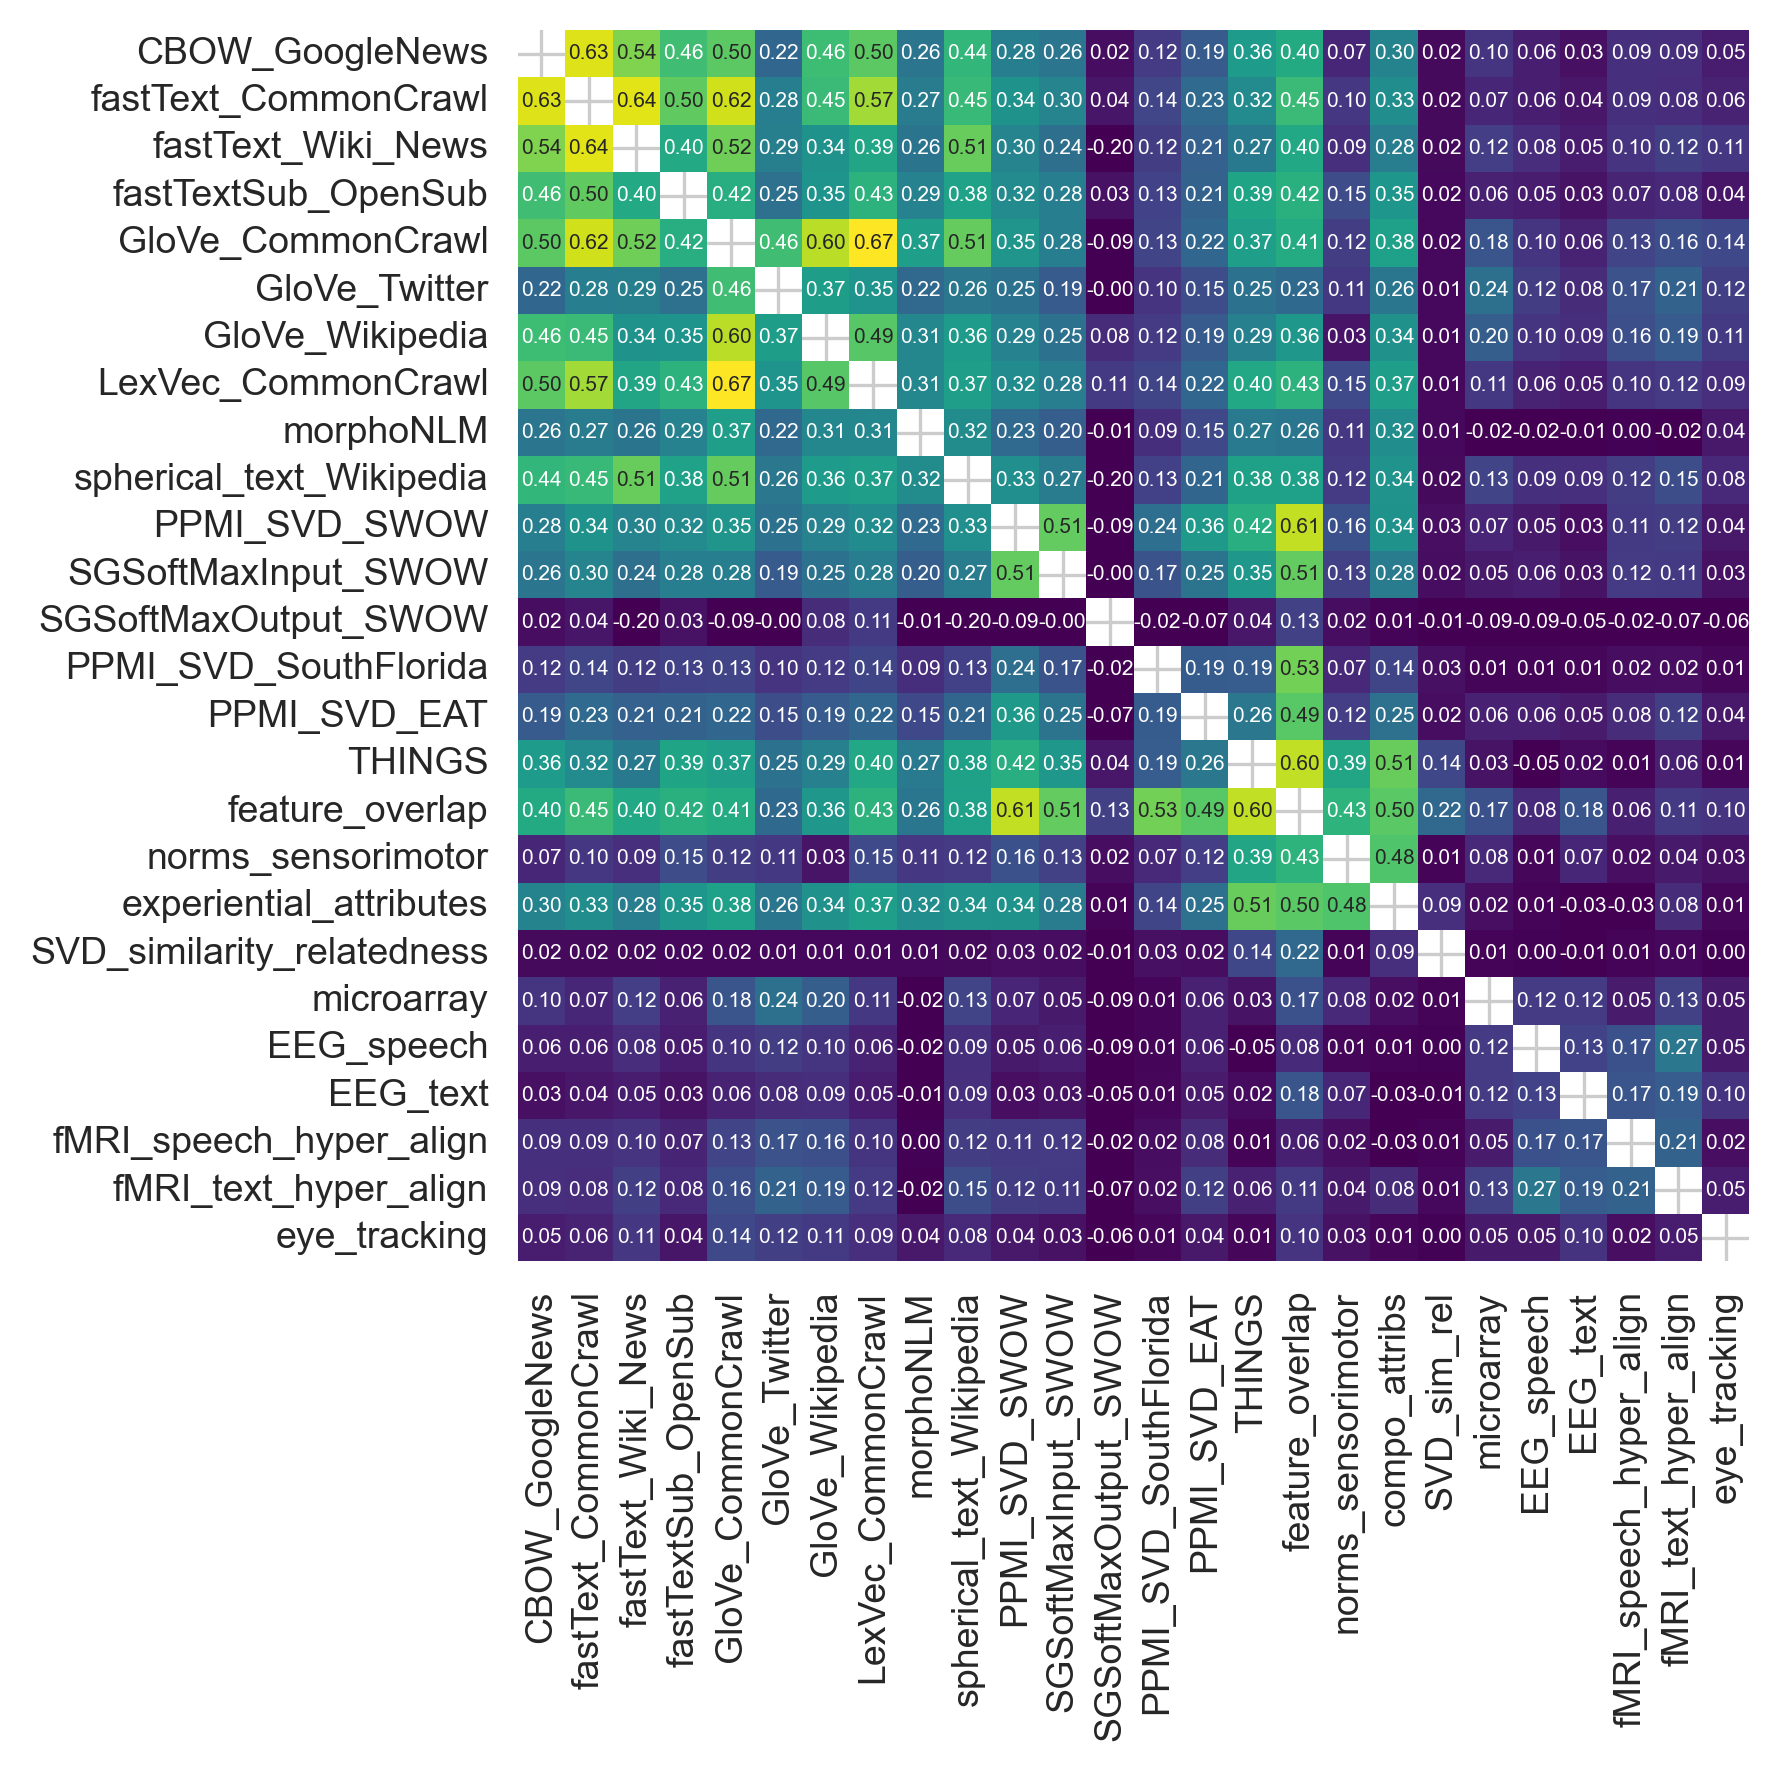 CBOW_GoogleNews 0.63 0.54 0.46 0.50 0.22 0.46 0.50 0.26 0.44 0.28 0.26 0.02 0.12 0.19 0.36 0.40 0.07 0.30 0.02 0.10 0.06 0.03 0.09 0.09 0.05
fastText_CommonCrawl 0.63 0.64 0.50 0.62 0.28 0.45 0.57 0.27 0.45 0.34 0.30 0.04 0.14 0.23 0.32 0.45 0.10 0.33 0.02 0.07 0.06 0.04 0.09 0.08 0.06
fastText_Wiki_News 0.54 0.64 0.40 0.52 0.29 0.34 0.39 0.26 0.51 0.30 0.24 -0.20 0.12 0.21 0.27 0.40 0.09 0.28 0.02 0.12 0.08 0.05 0.10 0.12 0.11
fastTextSub_OpenSub 0.46 0.50 0.40 0.42 0.25 0.35 0.43 0.29 0.38 0.32 0.28 0.03 0.13 0.21 0.39 0.42 0.15 0.35 0.02 0.06 0.05 0.03 0.07 0.08 0.04
GloVe_CommonCrawl 0.50 0.62 0.52 0.42 0.46 0.60 0.67 0.37 0.51 0.35 0.28 -0.09 0.13 0.22 0.37 0.41 0.12 0.38 0.02 0.18 0.10 0.06 0.13 0.16 0.14
GloVe_Twitter 0.22 0.28 0.29 0.25 0.46 0.37 0.35 0.22 0.26 0.25 0.19 -0.00 0.10 0.15 0.25 0.23 0.11 0.26 0.01 0.24 0.12 0.08 0.17 0.21 0.12
GloVe_Wikipedia 0.46 0.45 0.34 0.35 0.60 0.37 0.49 0.31 0.36 0.29 0.25 0.08 0.12 0.19 0.29 0.36 0.03 0.34 0.01 0.20 0.10 0.09 0.16 0.19 0.11
LexVec_CommonCrawl 0.50 0.57 0.39 0.43 0.67 0.35 0.49 0.31 0.37 0.32 0.28 0.11 0.14 0.22 0.40 0.43 0.15 0.37 0.01 0.11 0.06 0.05 0.10 0.12 0.09
morphoNLM 0.26 0.27 0.26 0.29 0.37 0.22 0.31 0.31 0.32 0.23 0.20 -0.01 0.09 0.15 0.27 0.26 0.11 0.32 0.01 -0.02 -0.02 -0.01 0.00 -0.02 0.04
spherical_text_Wikipedia 0.44 0.45 0.51 0.38 0.51 0.26 0.36 0.37 0.32 0.33 0.27 -0.20 0.13 0.21 0.38 0.38 0.12 0.34 0.02 0.13 0.09 0.09 0.12 0.15 0.08
PPMI_SVD_SWOW 0.28 0.34 0.30 0.32 0.35 0.25 0.29 0.32 0.23 0.33 0.51 -0.09 0.24 0.36 0.42 0.61 0.16 0.34 0.03 0.07 0.05 0.03 0.11 0.12 0.04
SGSoftMaxInput_SWOW 0.26 0.30 0.24 0.28 0.28 0.19 0.25 0.28 0.20 0.27 0.51 -0.00 0.17 0.25 0.35 0.51 0.13 0.28 0.02 0.05 0.06 0.03 0.12 0.11 0.03
SGSoftMaxOutput_SWOW 0.02 0.04 -0.20 0.03 -0.09 -0.00 0.08 0.11 -0.01 -0.20 -0.09 -0.00 -0.02 -0.07 0.04 0.13 0.02 0.01 -0.01 -0.09 -0.09 -0.05 -0.02 -0.07 -0.06
PPMI_SVD_SouthFlorida 0.12 0.14 0.12 0.13 0.13 0.10 0.12 0.14 0.09 0.13 0.24 0.17 -0.02 0.19 0.19 0.53 0.07 0.14 0.03 0.01 0.01 0.01 0.02 0.02 0.01
PPMI_SVD_EAT 0.19 0.23 0.21 0.21 0.22 0.15 0.19 0.22 0.15 0.21 0.36 0.25 -0.07 0.19 0.26 0.49 0.12 0.25 0.02 0.06 0.06 0.05 0.08 0.12 0.04
THINGS 0.36 0.32 0.27 0.39 0.37 0.25 0.29 0.40 0.27 0.38 0.42 0.35 0.04 0.19 0.26 0.60 0.39 0.51 0.14 0.03 -0.05 0.02 0.01 0.06 0.01
feature_overlap 0.40 0.45 0.40 0.42 0.41 0.23 0.36 0.43 0.26 0.38 0.61 0.51 0.13 0.53 0.49 0.60 0.43 0.50 0.22 0.17 0.08 0.18 0.06 0.11 0.10
norms_sensorimotor 0.07 0.10 0.09 0.15 0.12 0.11 0.03 0.15 0.11 0.12 0.16 0.13 0.02 0.07 0.12 0.39 0.43 0.48 0.01 0.08 0.01 0.07 0.02 0.04 0.03
experiential_attributes 0.30 0.33 0.28 0.35 0.38 0.26 0.34 0.37 0.32 0.34 0.34 0.28 0.01 0.14 0.25 0.51 0.50 0.48 0.09 0.02 0.01 -0.03 -0.03 0.08 0.01
SVD_similarity_relatedness 0.02 0.02 0.02 0.02 0.02 0.01 0.01 0.01 0.01 0.02 0.03 0.02 -0.01 0.03 0.02 0.14 0.22 0.01 0.09 0.01 0.00 -0.01 0.01 0.01 0.00
microarray 0.10 0.07 0.12 0.06 0.18 0.24 0.20 0.11 -0.02 0.13 0.07 0.05 -0.09 0.01 0.06 0.03 0.17 0.08 0.02 0.01 0.12 0.12 0.05 0.13 0.05
EEG_speech 0.06 0.06 0.08 0.05 0.10 0.12 0.10 0.06 -0.02 0.09 0.05 0.06 -0.09 0.01 0.06 -0.05 0.08 0.01 0.01 0.00 0.12 0.13 0.17 0.27 0.05
EEG_text 0.03 0.04 0.05 0.03 0.06 0.08 0.09 0.05 -0.01 0.09 0.03 0.03 -0.05 0.01 0.05 0.02 0.18 0.07 -0.03 -0.01 0.12 0.13 0.17 0.19 0.10
fMRI_speech_hyper_align 0.09 0.09 0.10 0.07 0.13 0.17 0.16 0.10 0.00 0.12 0.11 0.12 -0.02 0.02 0.08 0.01 0.06 0.02 -0.03 0.01 0.05 0.17 0.17 0.21 0.02
fMRI_text_hyper_align 0.09 0.08 0.12 0.08 0.16 0.21 0.19 0.12 -0.02 0.15 0.12 0.11 -0.07 0.02 0.12 0.06 0.11 0.04 0.08 0.01 0.13 0.27 0.19 0.21 0.05
eye_tracking 0.05 0.06 0.11 0.04 0.14 0.12 0.11 0.09 0.04 0.08 0.04 0.03 -0.06 0.01 0.04 0.01 0.10 0.03 0.01 0.00 0.05 0.05 0.10 0.02 0.05
CBOW_GoogleNews
fastText_CommonCrawl
fastText_Wiki_News
fastTextSub_OpenSub
GloVe_CommonCrawl
GloVe_Twitter
GloVe_Wikipedia
LexVec_CommonCrawl
morphoNLM
spherical_text_Wikipedia
PPMI_SVD_SWOW
SGSoftMaxInput_SWOW
SGSoftMaxOutput_SWOW
PPMI_SVD_SouthFlorida
PPMI_SVD_EAT
THINGS
feature_overlap
norms_sensorimotor
compo_attribs
SVD_sim_rel
microarray
EEG_speech
EEG_text
fMRI_speech_hyper_align
fMRI_text_hyper_align
eye_tracking